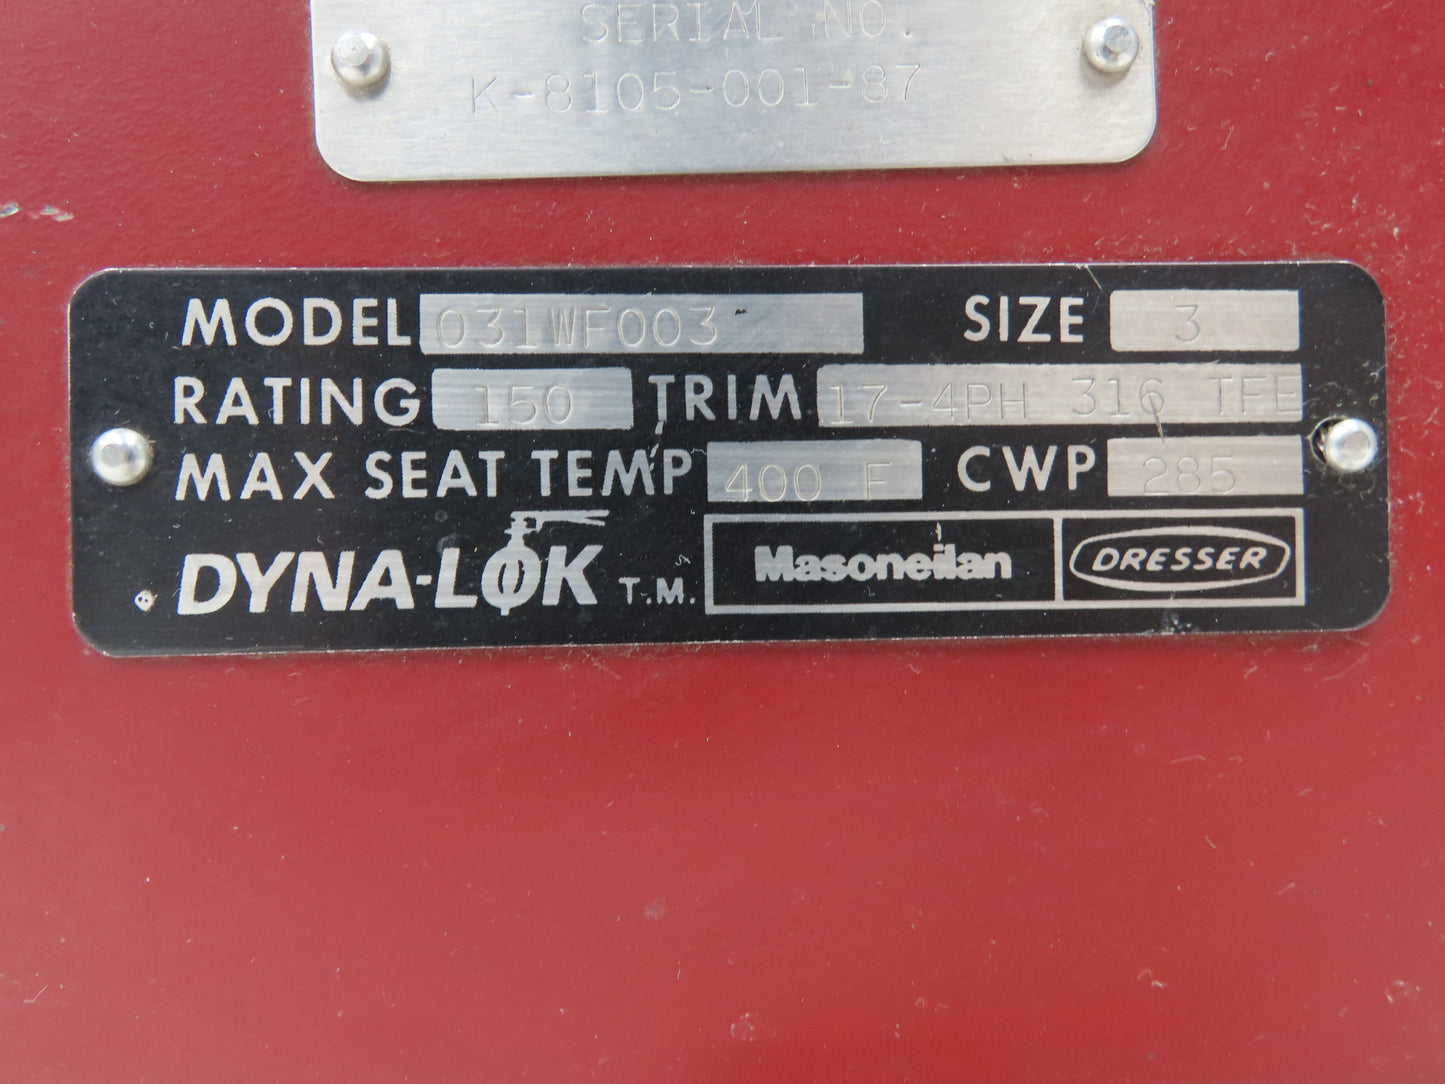 SERIAL NO.
K-8105-001-87
MODEL 031WF003 SIZE 3
RATING 150 TRIM 17-4PH 316 TFE
MAX SEAT TEMP 400 F CWP 285
DYNA-LOK T.M. Masoneilan DRESSER